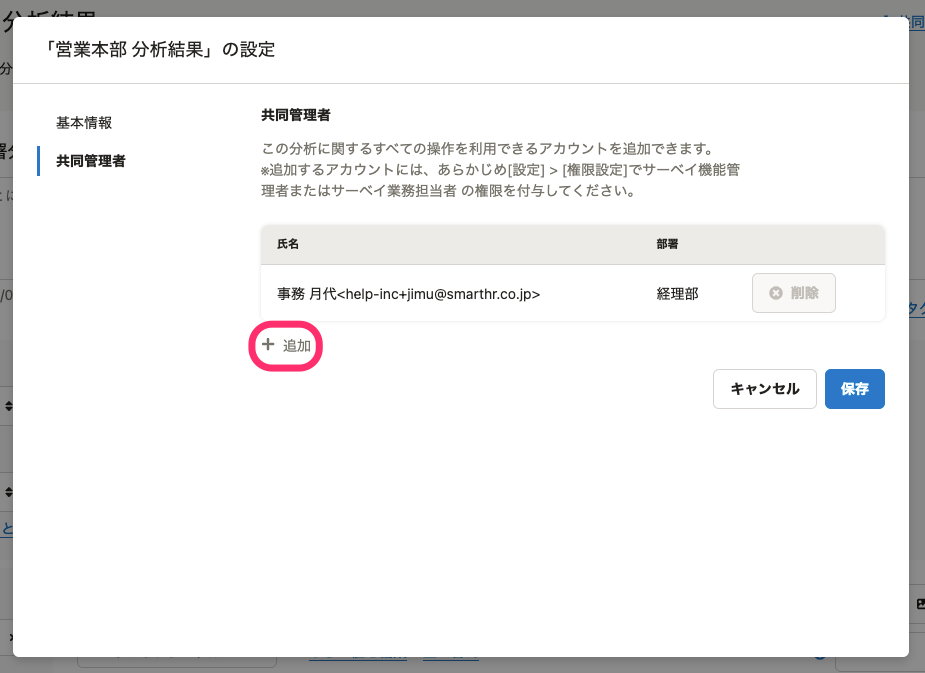 「営業本部 分析結果」の設定
基本情報
共同管理者
共同管理者
この分析に関するすべての操作を利用できるアカウントを追加できます。
※追加するアカウントには、あらかじめ[設定] > [権限設定]でサーベイ機能管
理者またはサーベイ業務担当者 の権限を付与してください。
氏名 部署
事務 月代<help-inc+jimu@smarthr.co.jp> 経理部 削除
追加
キャンセル 保存